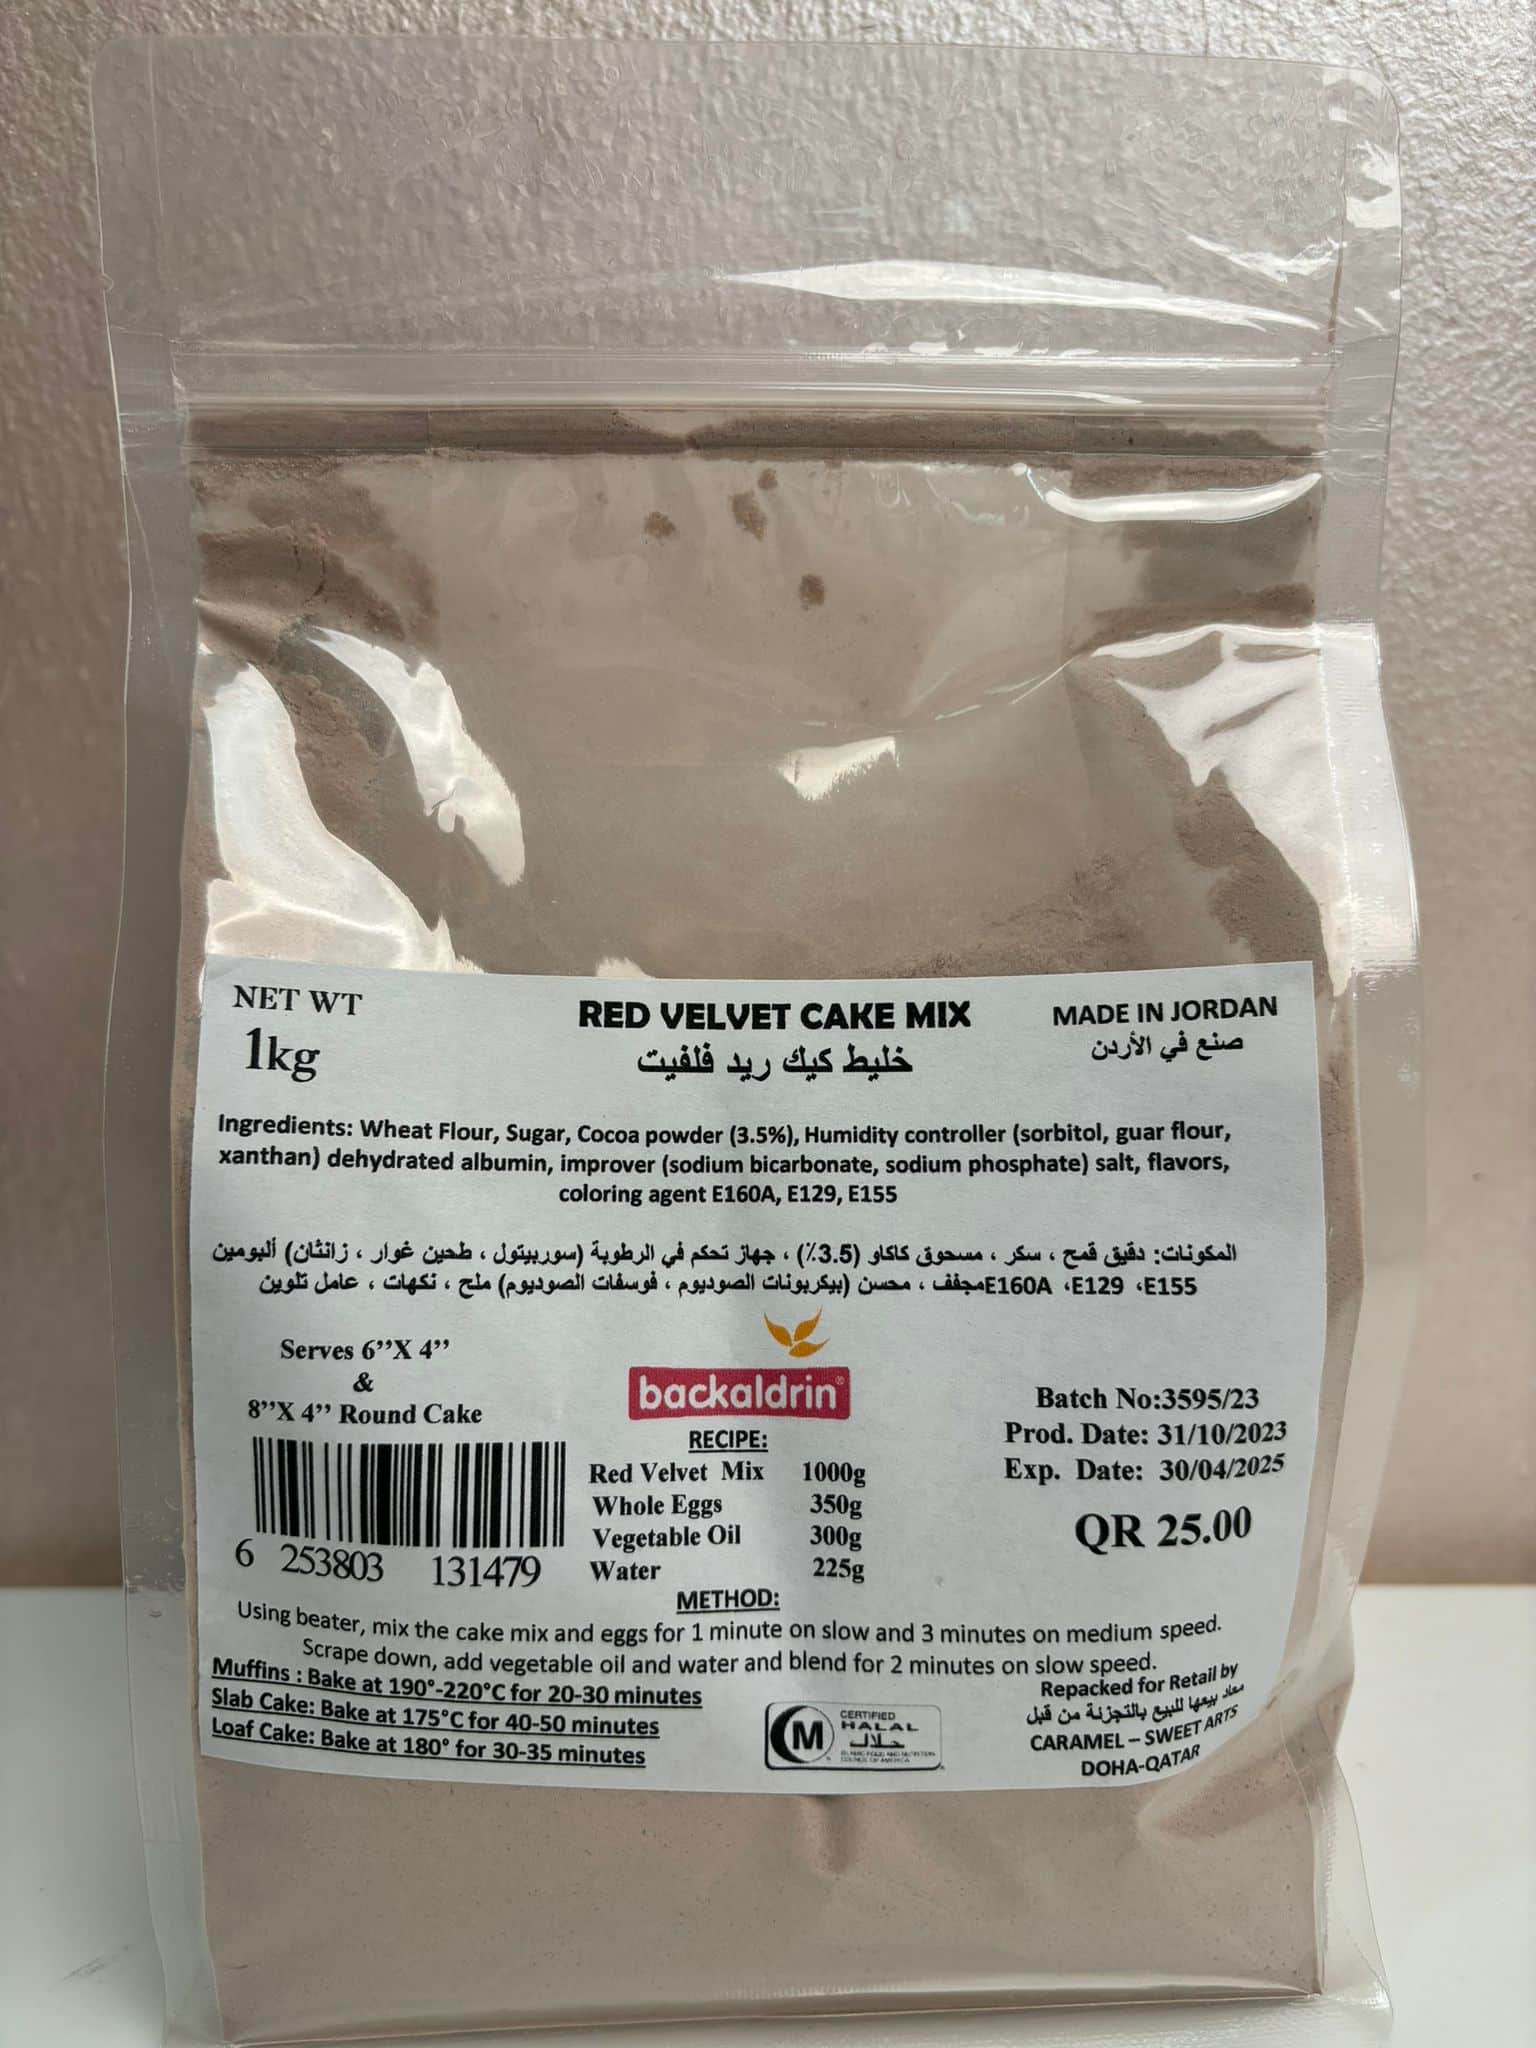 NET WT
1kg
RED VELVET CAKE MIX
خليط كيك ريد فلفيت
MADE IN JORDAN
صنع في الأردن
Ingredients: Wheat Flour, Sugar, Cocoa powder (3.5%), Humidity controller (sorbitol, guar flour,
xanthan) dehydrated albumin, improver (sodium bicarbonate, sodium phosphate) salt, flavors,
coloring agent E160A, E129, E155
المكونات: دقيق قمح ، سكر ، مسحوق كاكاو (3.5٪) ، جهاز تحكم في الرطوبة (سوربيتول ، طحين غوار ، زانثان) ألبومين
مجفف ، محسن (بيكربونات الصوديوم ، فوسفات الصوديوم) ملح ، نكهات ، عامل تلوين E160A، E129، E155
Serves 6’’X 4’’
&
8’’X 4’’ Round Cake
6 253803 131479
backaldrin®
RECIPE:
Red Velvet Mix 1000g
Whole Eggs 350g
Vegetable Oil 300g
Water 225g
Batch No:3595/23
Prod. Date: 31/10/2023
Exp. Date: 30/04/2025
QR 25.00
METHOD:
Using beater, mix the cake mix and eggs for 1 minute on slow and 3 minutes on medium speed.
Scrape down, add vegetable oil and water and blend for 2 minutes on slow speed.
Muffins : Bake at 190°-220°C for 20-30 minutes
Slab Cake: Bake at 175°C for 40-50 minutes
Loaf Cake: Bake at 180° for 30-35 minutes
M
CERTIFIED
HALAL
حلال
ISLAMIC FOOD AND NUTRITION
COUNCIL OF AMERICA
Repacked for Retail by
معاد بيعها للبيع بالتجزئة من قبل
CARAMEL – SWEET ARTS
DOHA-QATAR